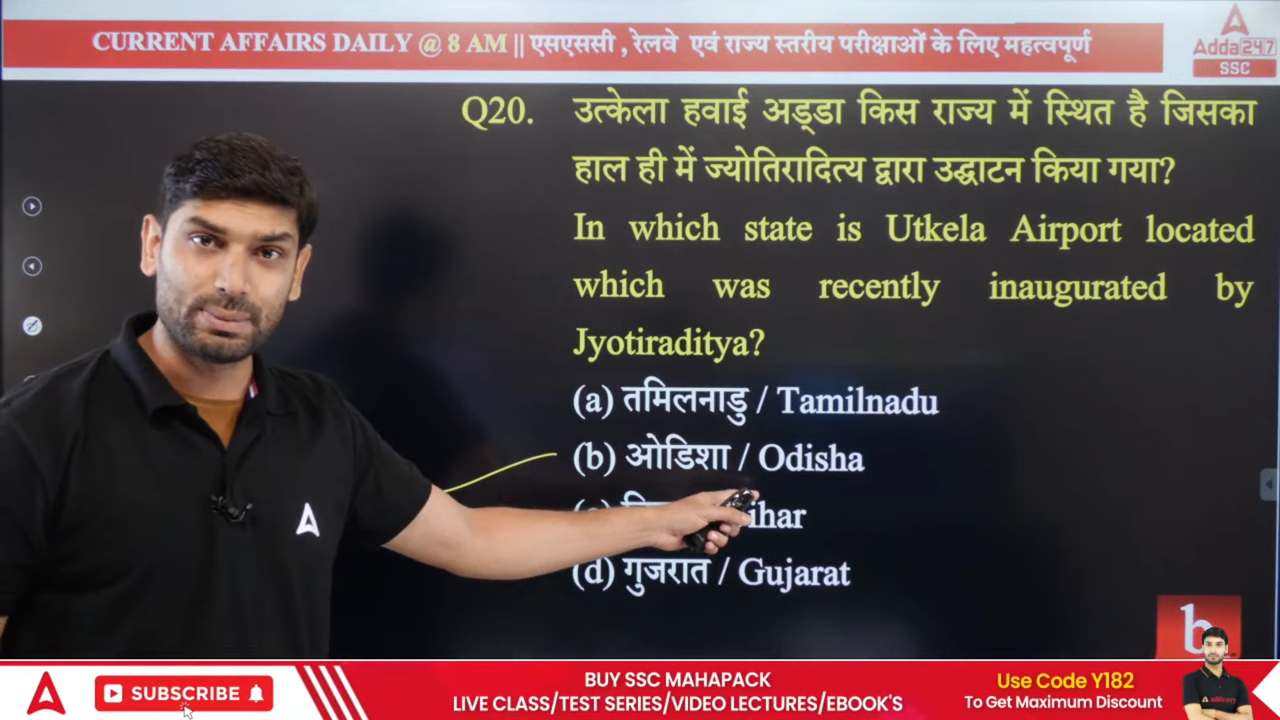 CURRENT AFFAIRS DAILY @ 8 AM || एसएससी , रेलवे एवं राज्य स्तरीय परीक्षाओं के लिए महत्वपूर्ण
Adda 247
SSC
Q20. उत्केला हवाई अड्डा किस राज्य में स्थित है जिसका
हाल ही में ज्योतिरादित्य द्वारा उद्घाटन किया गया?
In which state is Utkela Airport located
which was recently inaugurated by
Jyotiraditya?
(a) तमिलनाडु / Tamilnadu
(b) ओडिशा / Odisha
(d) गुजरात / Gujarat
b
SUBSCRIBE
BUY SSC MAHAPACK
LIVE CLASS/TEST SERIES/VIDEO LECTURES/EBOOK'S
Use Code Y182
To Get Maximum Discount